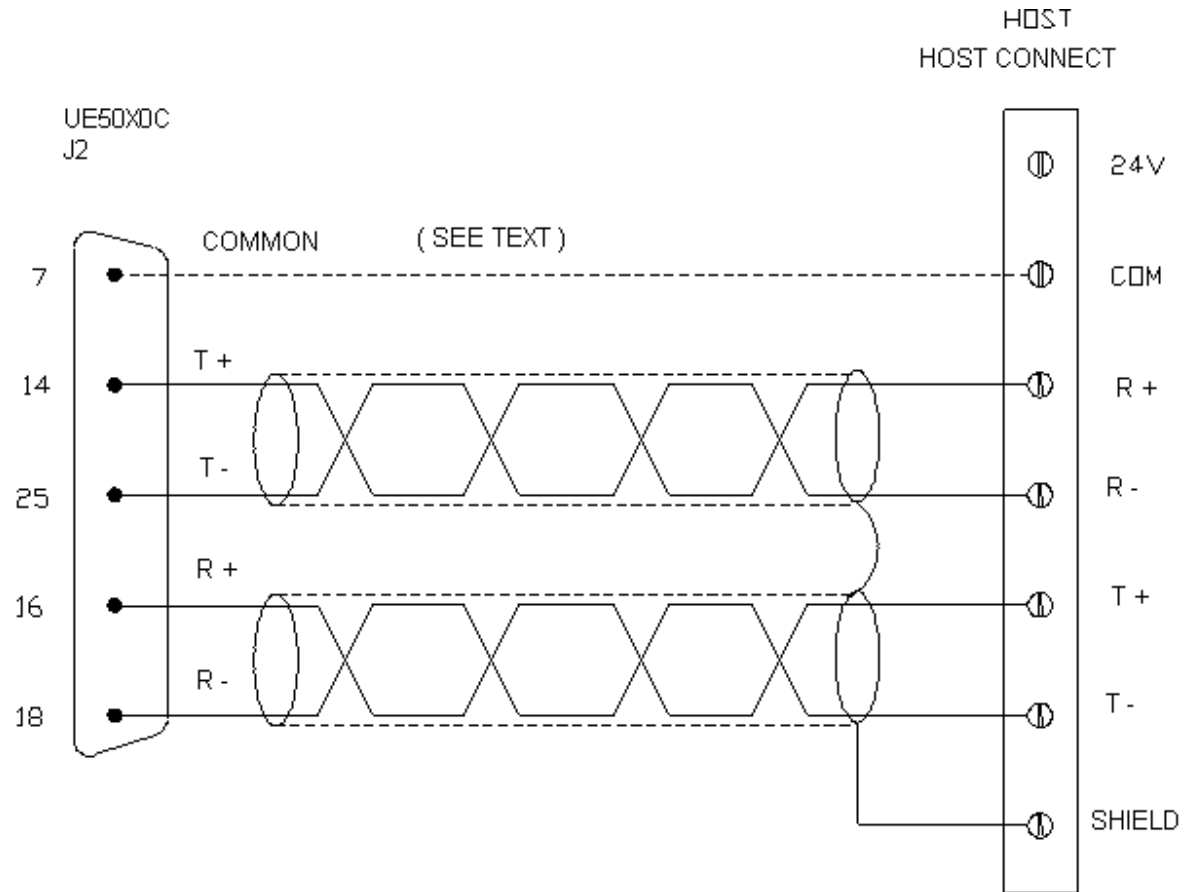 HOST
HOST CONNECT
UE50X0C
J2
24V
COMMON ( SEE TEXT )
7
COM
T +
14
R +
T -
25
R -
R +
16
T +
R -
18
T -
SHIELD